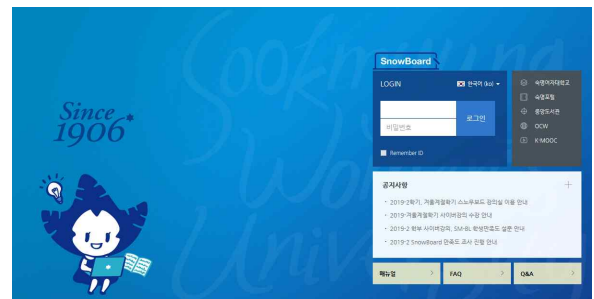 Sookmyung
Women's
University
Since
1906
SnowBoard
LOGIN
한국어 (ko)
비밀번호
로그인
Remember ID
숙명여자대학교
숙명포털
중앙도서관
OCW
K-MOOC
공지사항
2019-2학기, 겨울계절학기 스노우보드 강의실 이용 안내
2019-겨울계절학기 사이버강의 수강 안내
2019-2 학부 사이버강의, SM-BL 학생만족도 설문 안내
2019-2 SnowBoard 만족도 조사 진행 안내
매뉴얼
FAQ
Q&A